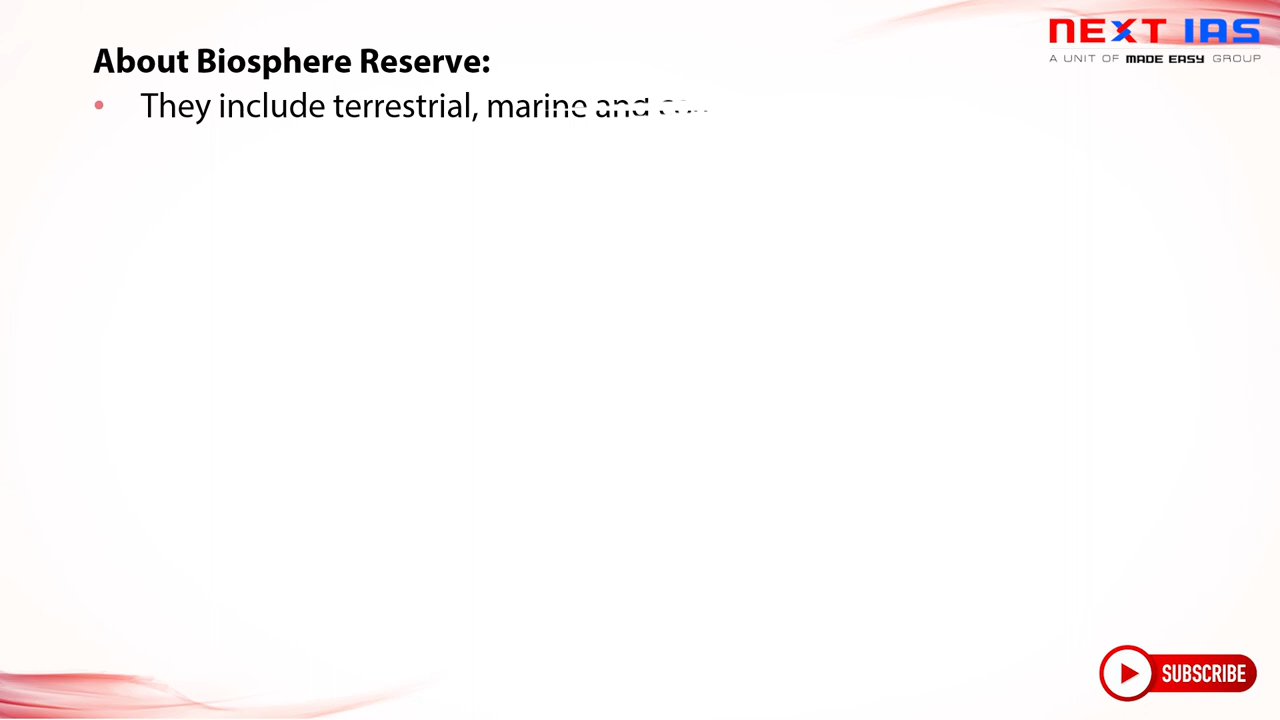 NEXT IAS
A UNIT OF MADE EASY GROUP
About Biosphere Reserve:
• They include terrestrial, marine and
SUBSCRIBE